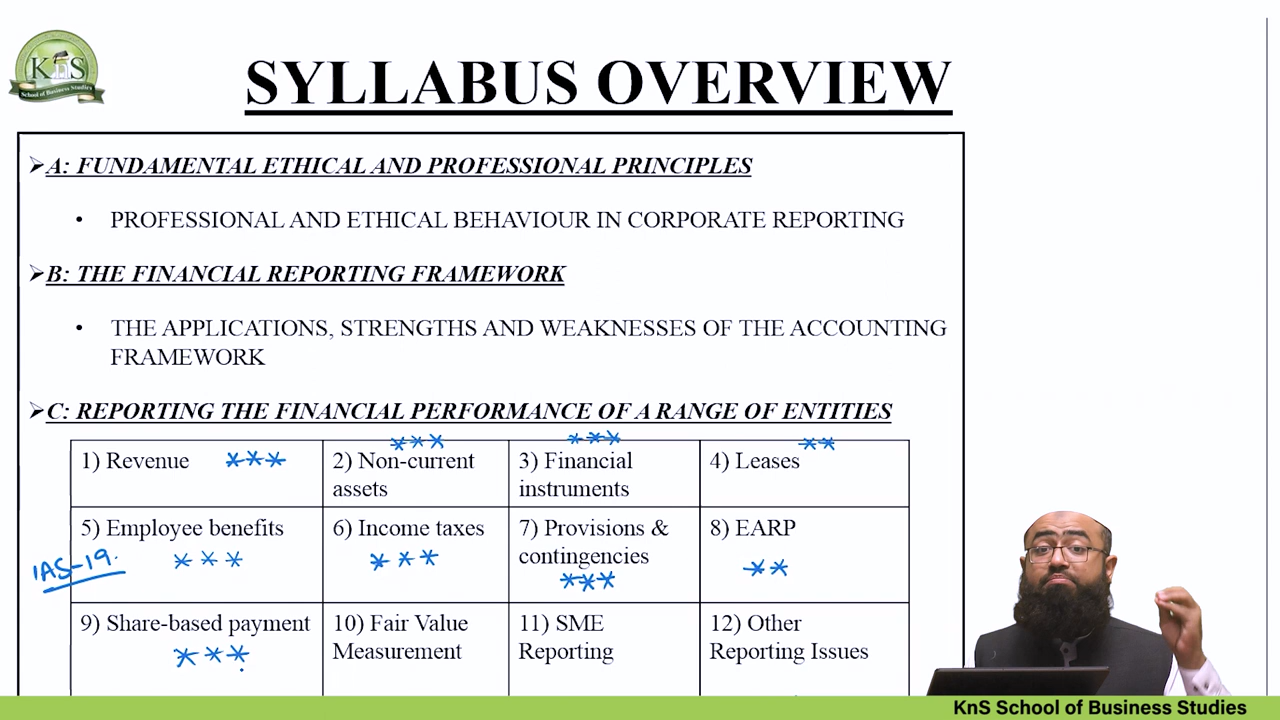 KnS
School of Business Studies
SYLLABUS OVERVIEW
➢A: FUNDAMENTAL ETHICAL AND PROFESSIONAL PRINCIPLES
• PROFESSIONAL AND ETHICAL BEHAVIOUR IN CORPORATE REPORTING
➢B: THE FINANCIAL REPORTING FRAMEWORK
• THE APPLICATIONS, STRENGTHS AND WEAKNESSES OF THE ACCOUNTING
FRAMEWORK
➢C: REPORTING THE FINANCIAL PERFORMANCE OF A RANGE OF ENTITIES
1) Revenue ***
***
2) Non-current
assets
***
3) Financial
instruments
**
4) Leases
5) Employee benefits
***
IAS-19.
6) Income taxes
***
7) Provisions &
contingencies
***
8) EARP
**
9) Share-based payment
***
10) Fair Value
Measurement
11) SME
Reporting
12) Other
Reporting Issues
KnS School of Business Studies